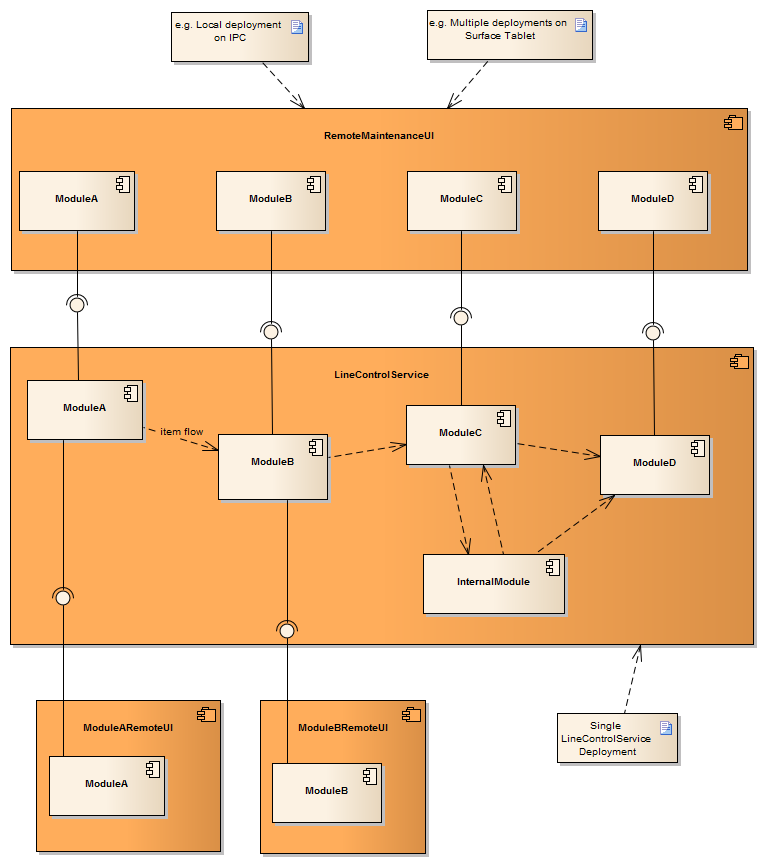 e.g. Local deployment
on IPC
e.g. Multiple deployments on
Surface Tablet
RemoteMaintenanceUI
ModuleA
ModuleB
ModuleC
ModuleD
LineControlService
ModuleA
item flow
ModuleB
ModuleC
ModuleD
InternalModule
ModuleARemoteUI
ModuleA
ModuleBRemoteUI
ModuleB
Single
LineControlService
Deployment